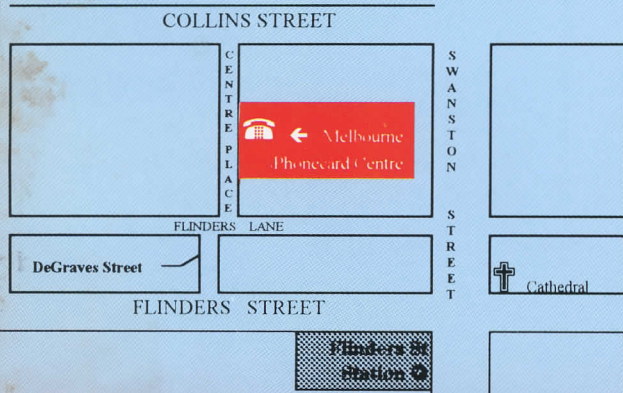 COLLINS STREET
CENTRE PLACE
SWANSTON STREET
Melbourne
Phonecard Centre
FLINDERS LANE
DeGraves Street
Cathedral
FLINDERS STREET
Flinders St
Station